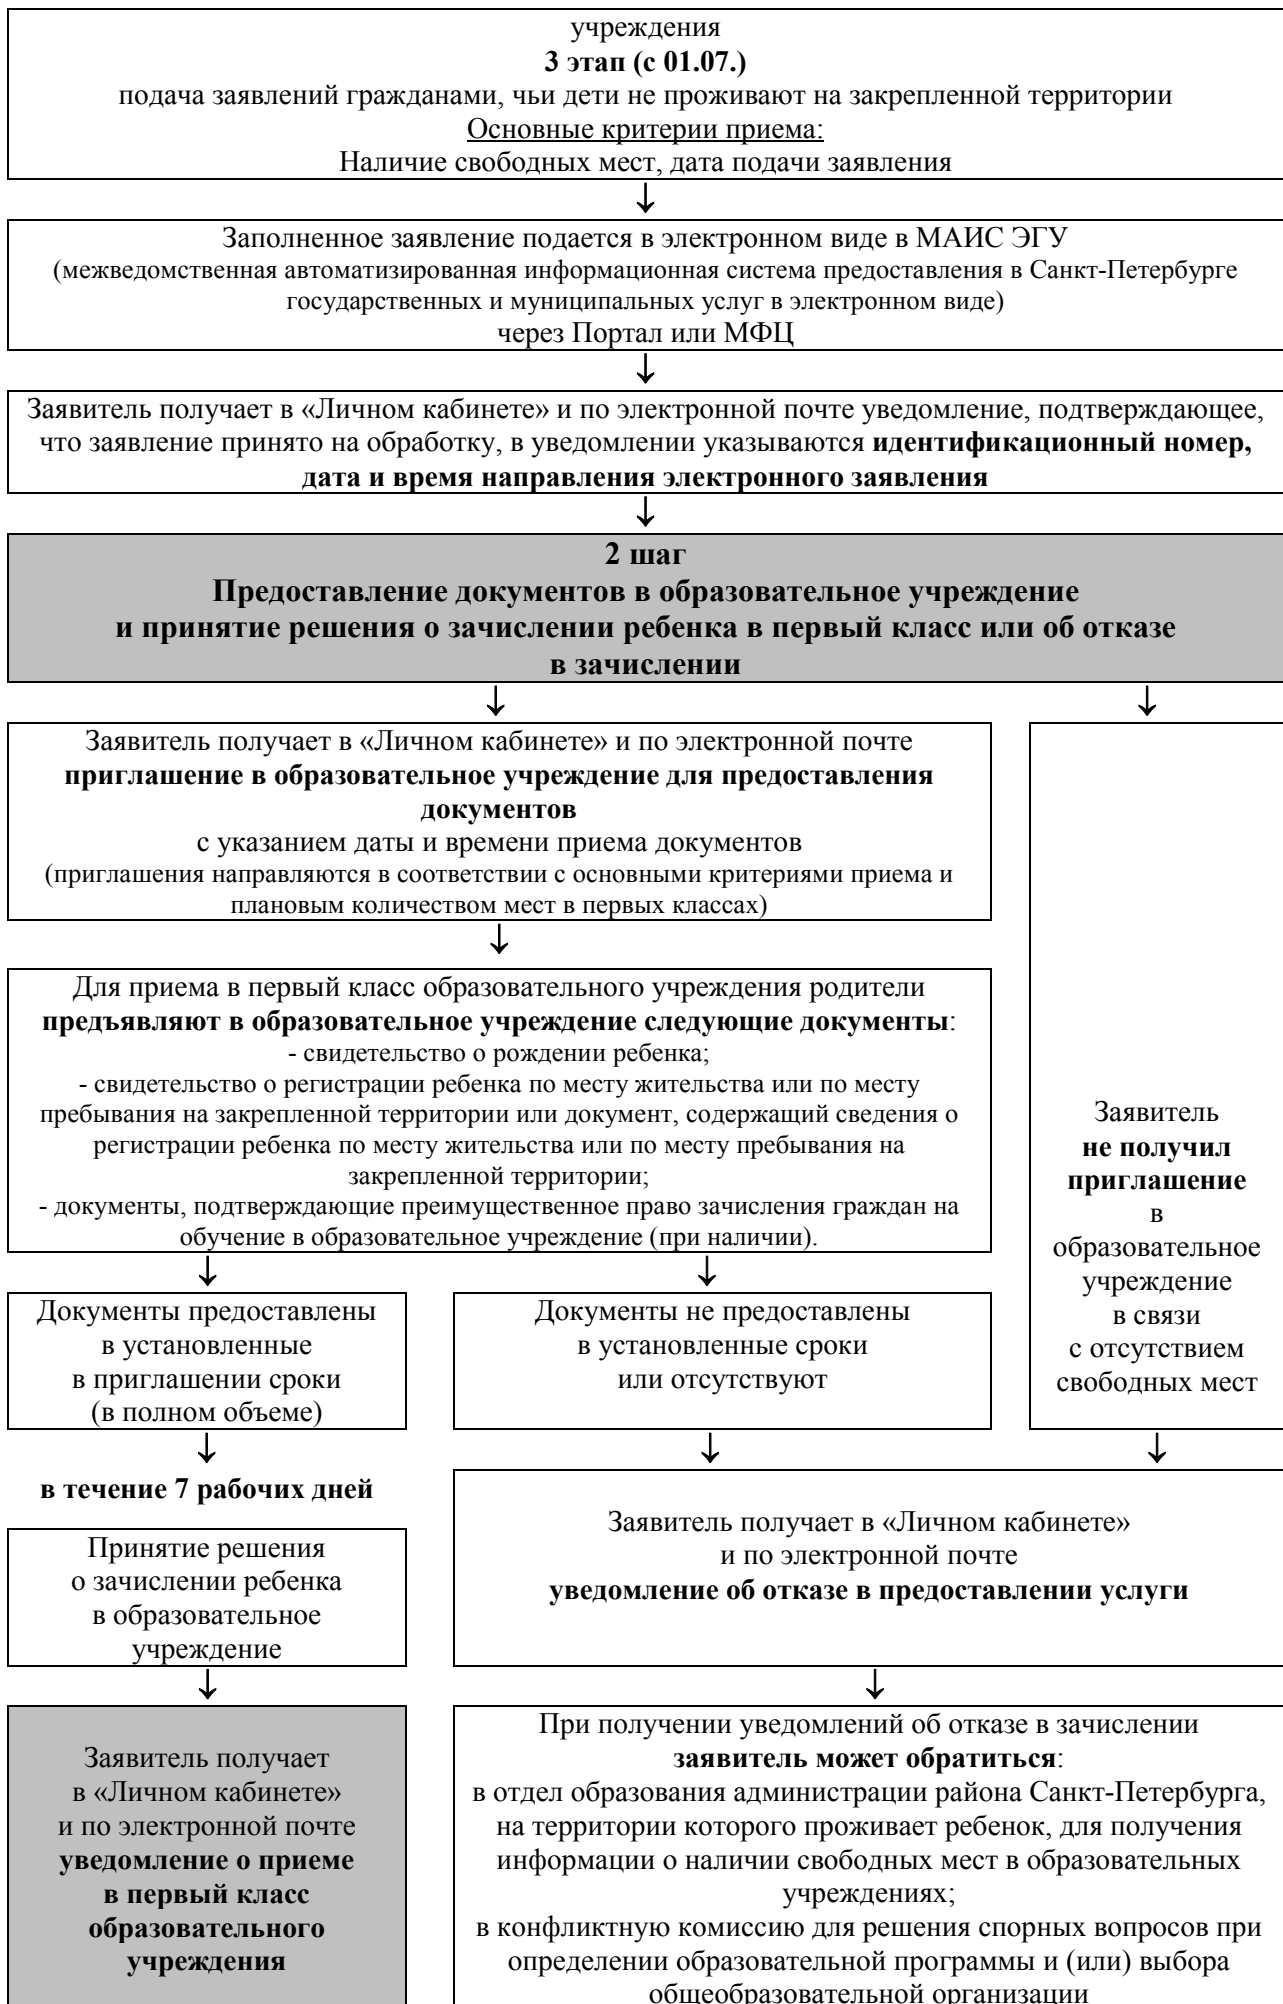 учреждения
3 этап (с 01.07.)
подача заявлений гражданами, чьи дети не проживают на закрепленной территории
Основные критерии приема:
Наличие свободных мест, дата подачи заявления
Заполненное заявление подается в электронном виде в МАИС ЭГУ
(межведомственная автоматизированная информационная система предоставления в Санкт-Петербурге
государственных и муниципальных услуг в электронном виде)
через Портал или МФЦ
Заявитель получает в «Личном кабинете» и по электронной почте уведомление, подтверждающее,
что заявление принято на обработку, в уведомлении указываются идентификационный номер,
дата и время направления электронного заявления
2 шаг
Предоставление документов в образовательное учреждение
и принятие решения о зачислении ребенка в первый класс или об отказе
в зачислении
Заявитель получает в «Личном кабинете» и по электронной почте
приглашение в образовательное учреждение для предоставления
документов
с указанием даты и времени приема документов
(приглашения направляются в соответствии с основными критериями приема и
плановым количеством мест в первых классах)
Для приема в первый класс образовательного учреждения родители
предъявляют в образовательное учреждение следующие документы:
- свидетельство о рождении ребенка;
- свидетельство о регистрации ребенка по месту жительства или по месту
пребывания на закрепленной территории или документ, содержащий сведения о
регистрации ребенка по месту жительства или по месту пребывания на
закрепленной территории;
- документы, подтверждающие преимущественное право зачисления граждан на
обучение в образовательное учреждение (при наличии).
Заявитель
не получил
приглашение
в
образовательное
учреждение
в связи
с отсутствием
свободных мест
Документы предоставлены
в установленные
в приглашении сроки
(в полном объеме)
Документы не предоставлены
в установленные сроки
или отсутствуют
в течение 7 рабочих дней
Принятие решения
о зачислении ребенка
в образовательное
учреждение
Заявитель получает в «Личном кабинете»
и по электронной почте
уведомление об отказе в предоставлении услуги
Заявитель получает
в «Личном кабинете»
и по электронной почте
уведомление о приеме
в первый класс
образовательного
учреждения
При получении уведомлений об отказе в зачислении
заявитель может обратиться:
в отдел образования администрации района Санкт-Петербурга,
на территории которого проживает ребенок, для получения
информации о наличии свободных мест в образовательных
учреждениях;
в конфликтную комиссию для решения спорных вопросов при
определении образовательной программы и (или) выбора
общеобразовательной организации